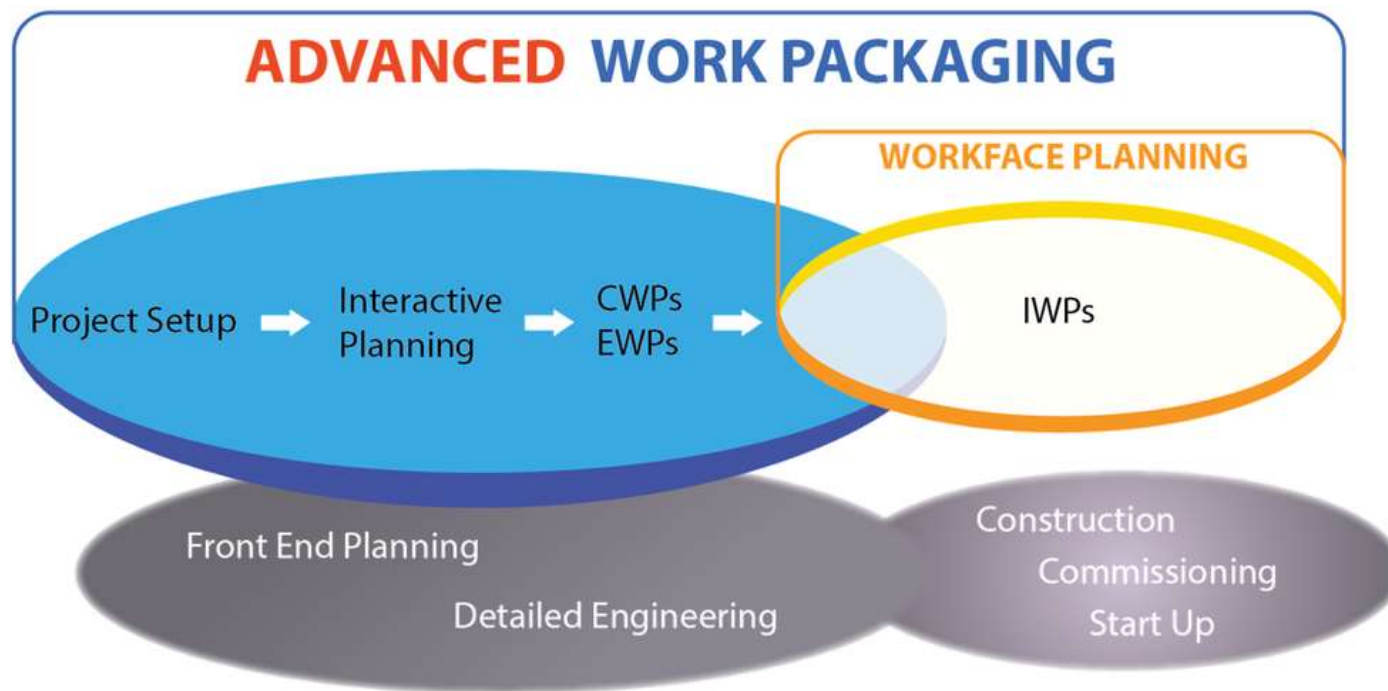 ADVANCED WORK PACKAGING
WORKFACE PLANNING
Project Setup
Interactive
Planning
CWPs
EWPs
IWPs
Front End Planning
Detailed Engineering
Construction
Commissioning
Start Up